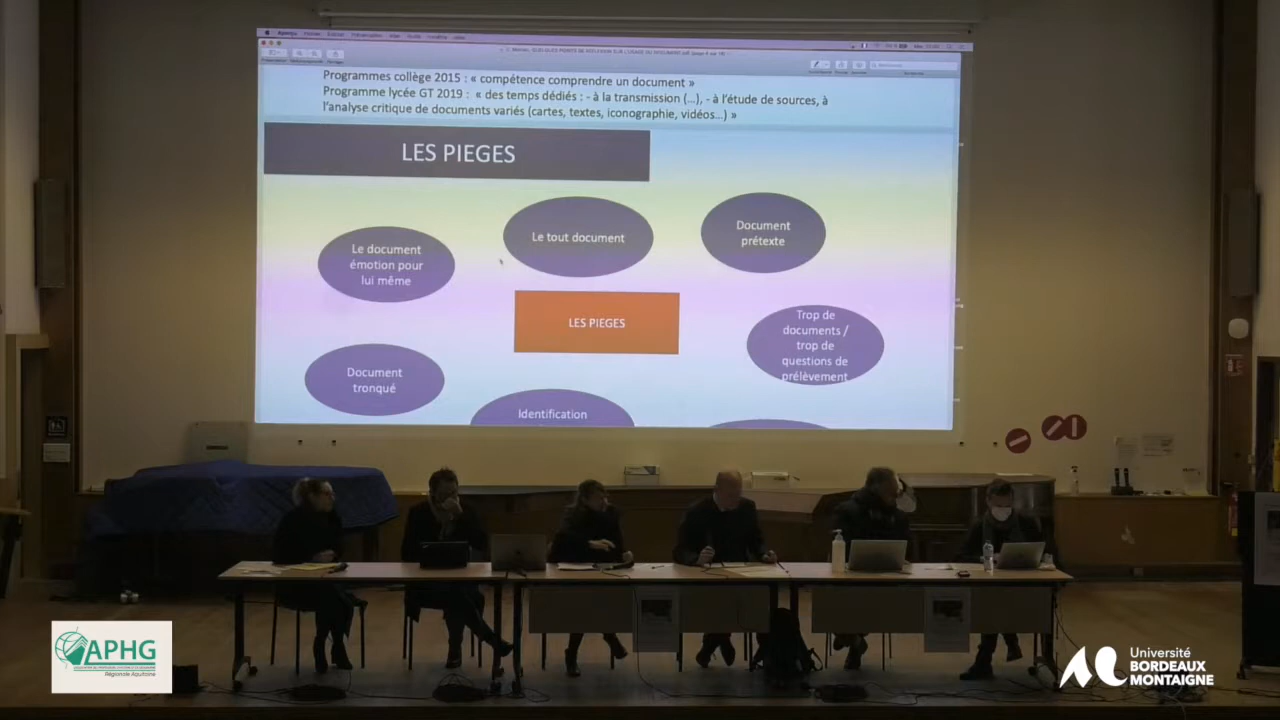 Programmes collège 2015 : « compétence comprendre un document »
Programme lycée GT 2019 : « des temps dédiés : - à la transmission (...), - à l'étude de sources, à
l'analyse critique de documents variés (cartes, textes, iconographie, vidéos...) »
LES PIEGES
Le document
émotion pour
lui même
Le tout document
Document
prétexte
LES PIEGES
Trop de
documents /
trop de
questions de
prélèvement
Document
tronqué
Identification
APHG
Régionale Aquitaine
Université
BORDEAUX
MONTAIGNE